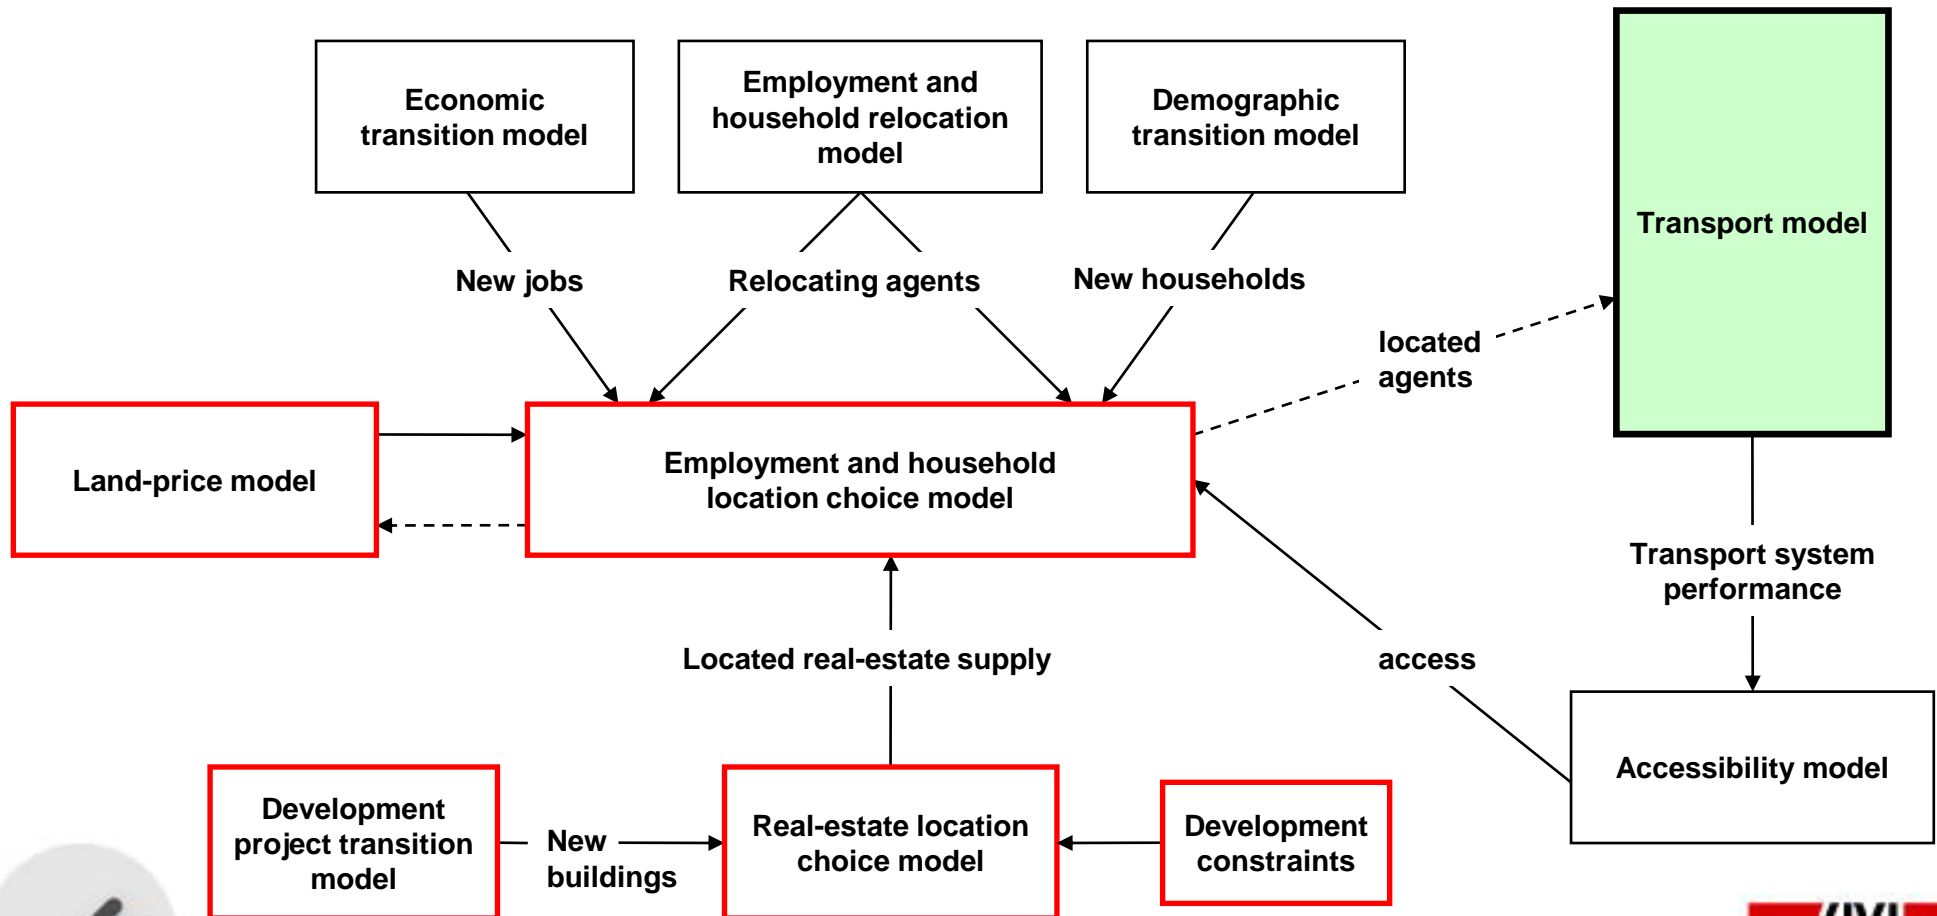 Economic
transition model
Employment and
household relocation
model
Demographic
transition model
Transport model
New jobs
Relocating agents
New households
located
agents
Land-price model
Employment and household
location choice model
Transport system
performance
Located real-estate supply
access
Accessibility model
Development
project transition
model
New
buildings
Real-estate location
choice model
Development
constraints